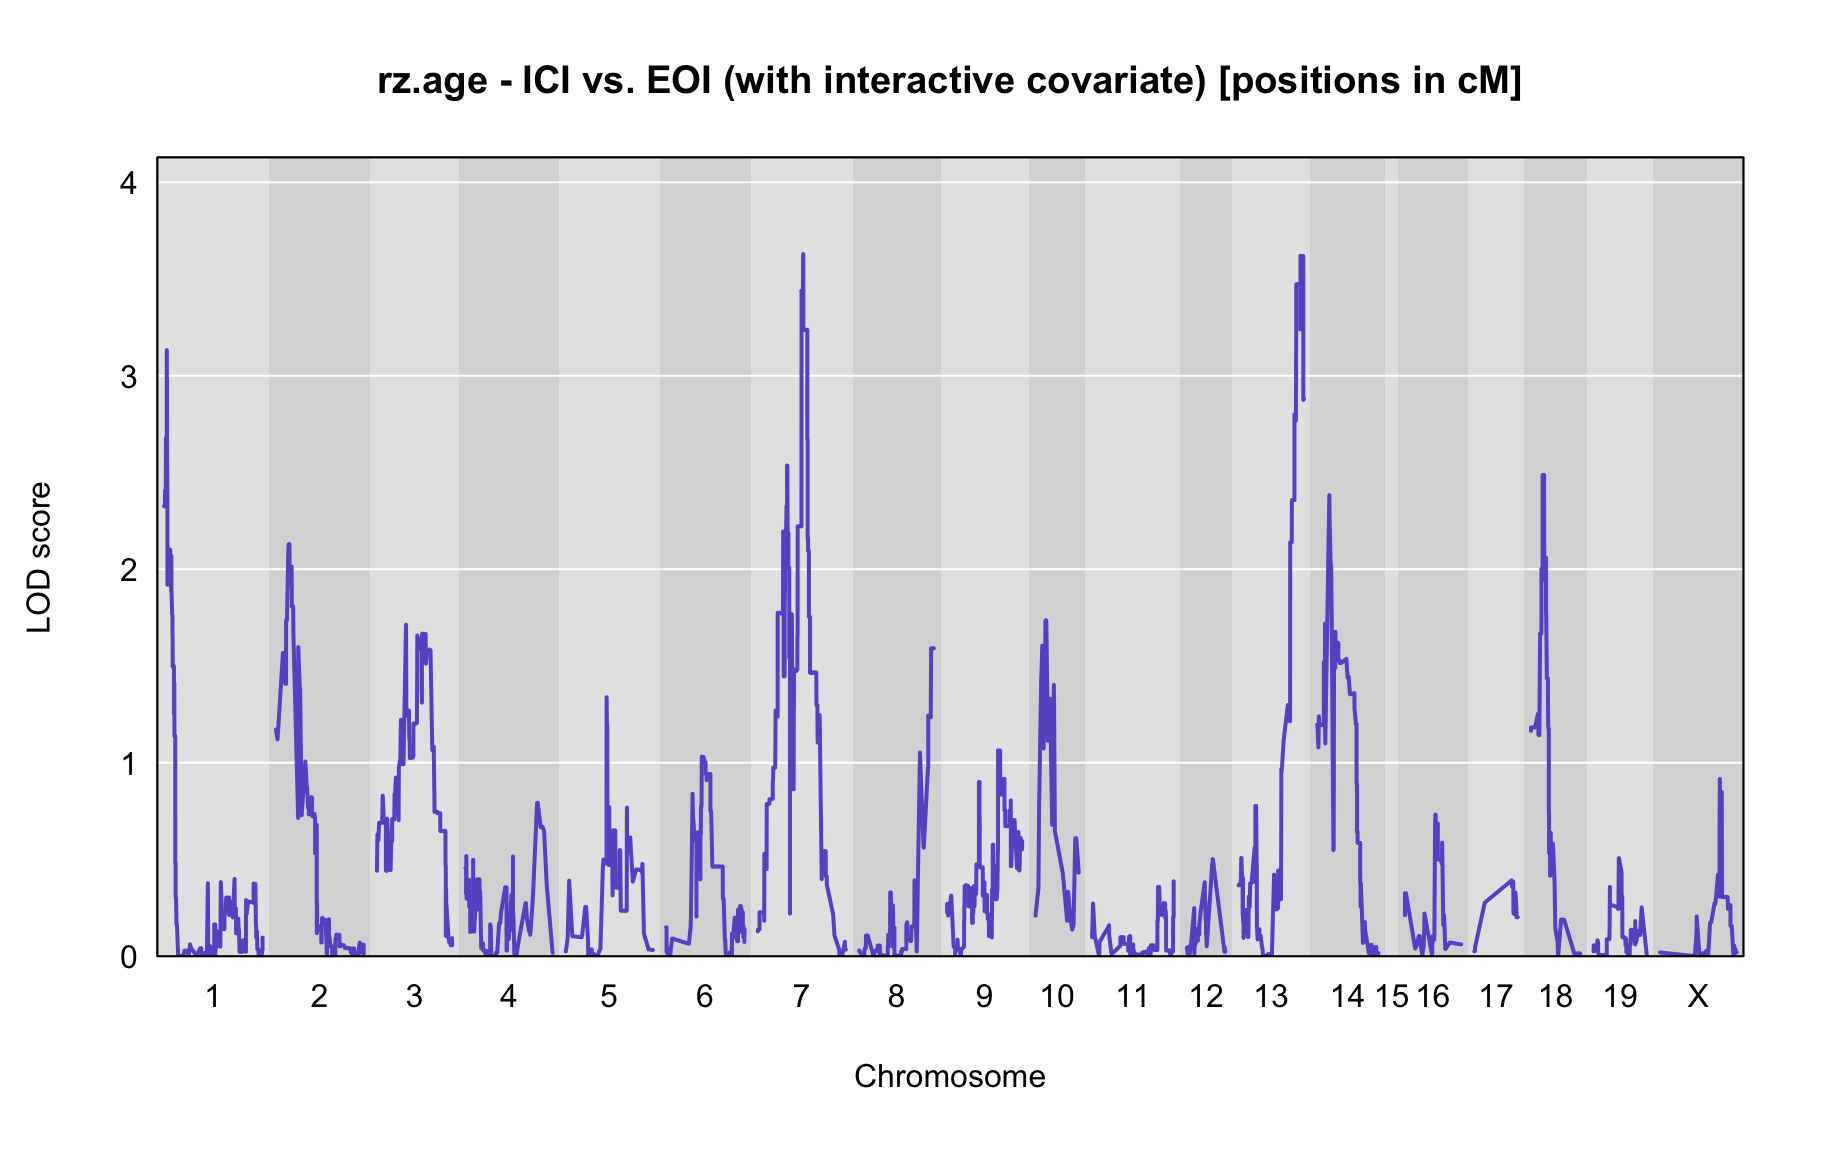 rz.age - ICI vs. EOI (with interactive covariate) [positions in cM]
4
3
2
1
0
LOD score
1 2 3 4 5 6 7 8 9 10 11 12 13 14 15 16 17 18 19 X
Chromosome